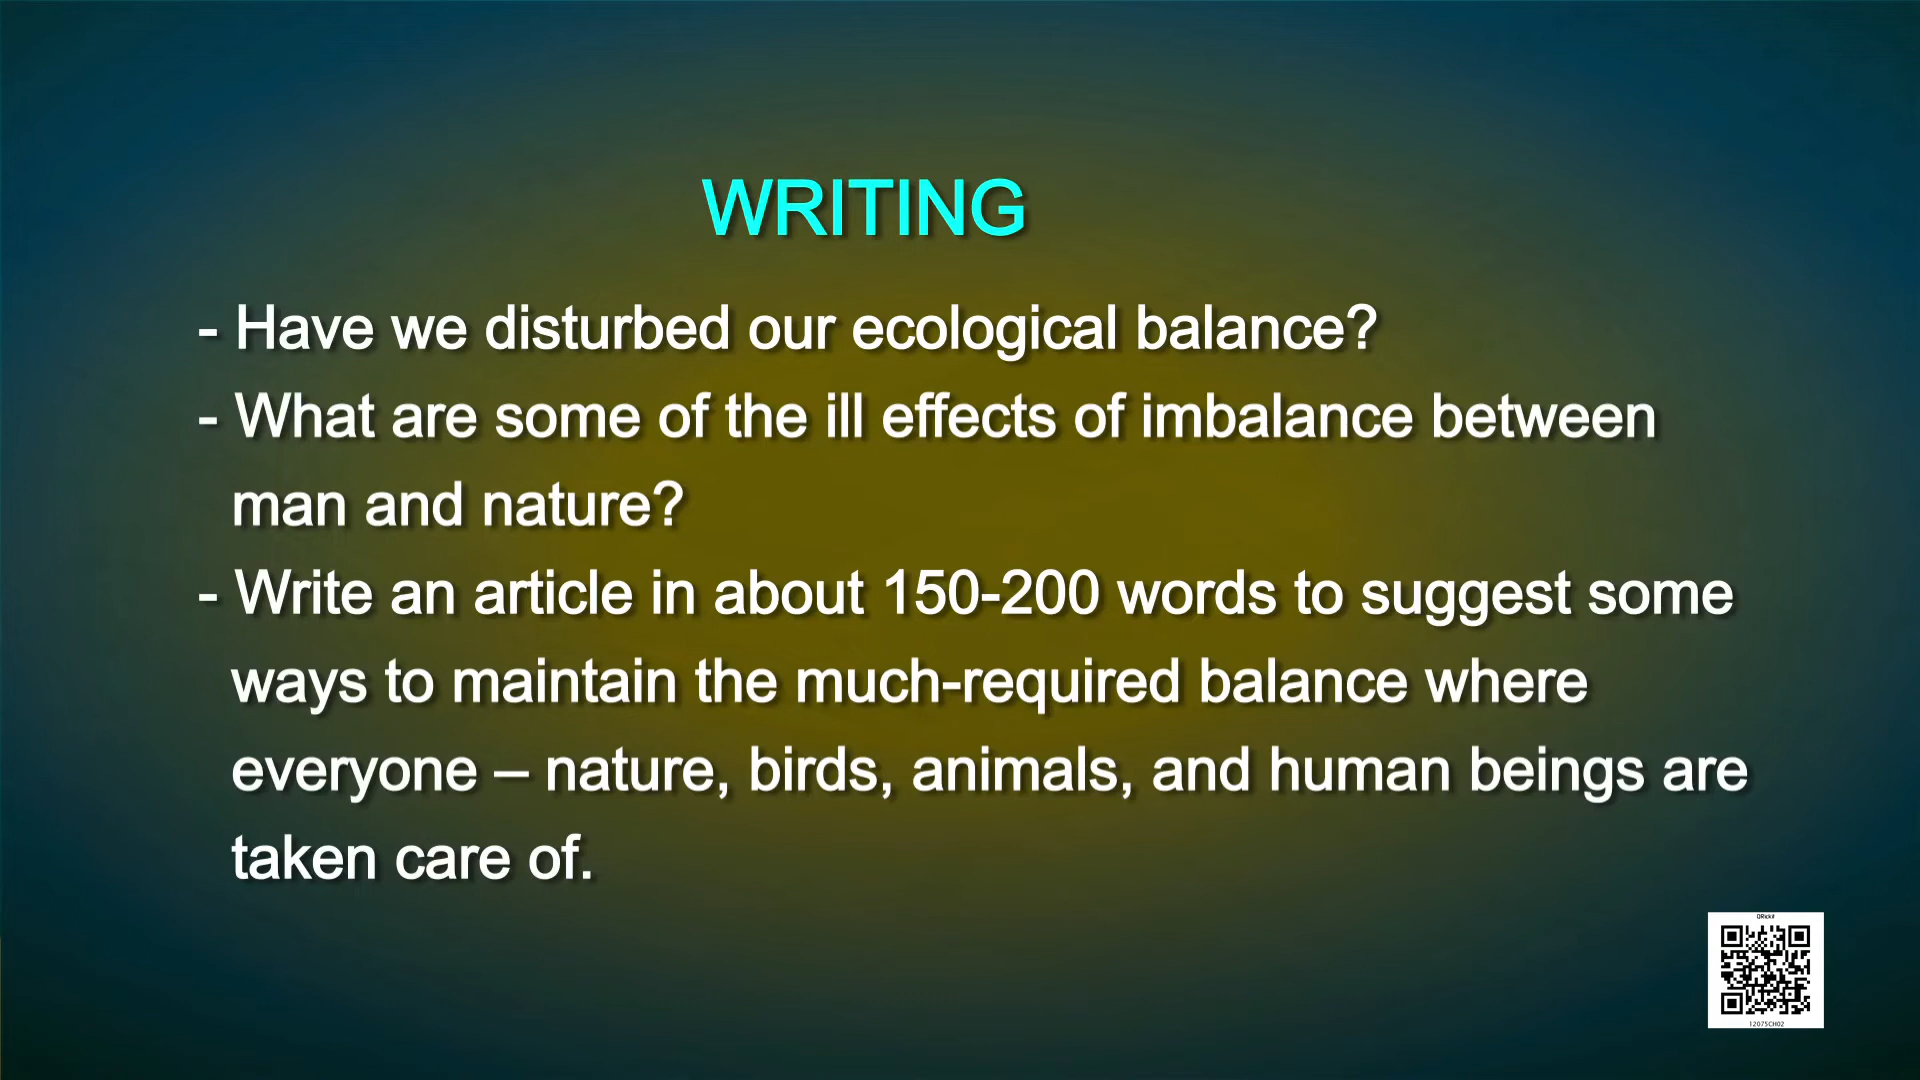 WRITING
- Have we disturbed our ecological balance?
- What are some of the ill effects of imbalance between
man and nature?
- Write an article in about 150-200 words to suggest some
ways to maintain the much-required balance where
everyone – nature, birds, animals, and human beings are
taken care of.
QRickit
12075CH02